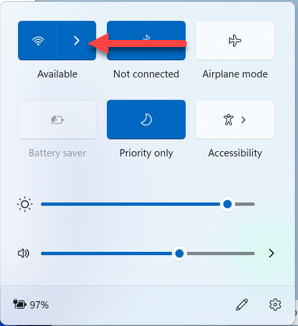 Available
Not connected
Airplane mode
Battery saver
Priority only
Accessibility
97%